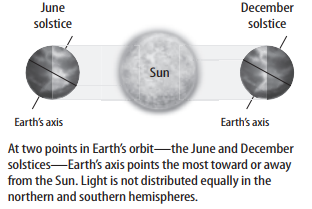 June
solstice
December
solstice
Sun
Earth's axis
Earth's axis
At two points in Earth's orbit—the June and December
solstices—Earth's axis points the most toward or away
from the Sun. Light is not distributed equally in the
northern and southern hemispheres.